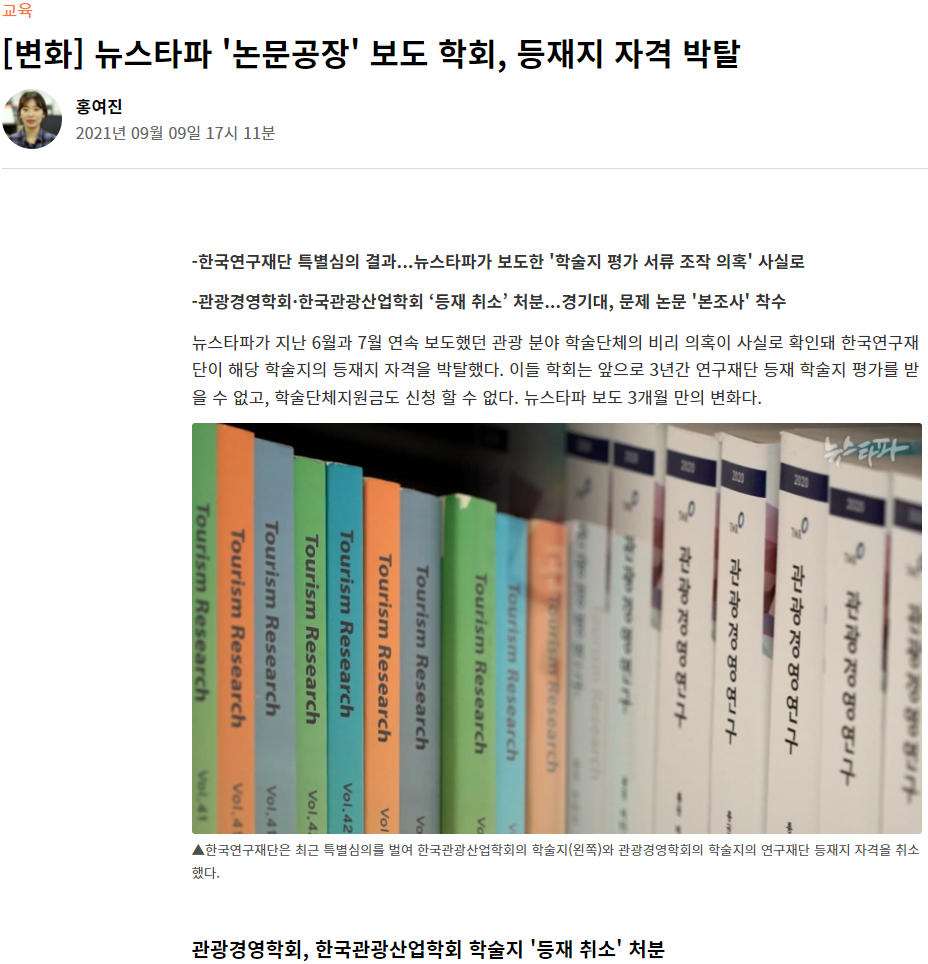 교육
[변화] 뉴스타파 '논문공장' 보도 학회, 등재지 자격 박탈
홍여진
2021년 09월 09일 17시 11분
-한국연구재단 특별심의 결과...뉴스타파가 보도한 '학술지 평가 서류 조작 의혹' 사실로
-관광경영학회·한국관광산업학회 ‘등재 취소’ 처분...경기대, 문제 논문 '본조사' 착수
뉴스타파가 지난 6월과 7월 연속 보도했던 관광 분야 학술단체의 비리 의혹이 사실로 확인돼 한국연구재
단이 해당 학술지의 등재지 자격을 박탈했다. 이들 학회는 앞으로 3년간 연구재단 등재 학술지 평가를 받
을 수 없고, 학술단체지원금도 신청 할 수 없다. 뉴스타파 보도 3개월 만의 변화다.
뉴스타파
Tourism Research Vol.41
Tourism Research
Tourism Research
Tourism Research
Tourism Research Vol.42
Tourism Research
Tourism Research
Tourism Research
Tourism Research
Tourism Research
2020 관광경영연구
2020 관광경영연구
2020 관광경영연구
2020 관광경영연구
▲한국연구재단은 최근 특별심의를 벌여 한국관광산업학회의 학술지(왼쪽)와 관광경영학회의 학술지의 연구재단 등재지 자격을 취소
했다.
관광경영학회, 한국관광산업학회 학술지 '등재 취소' 처분